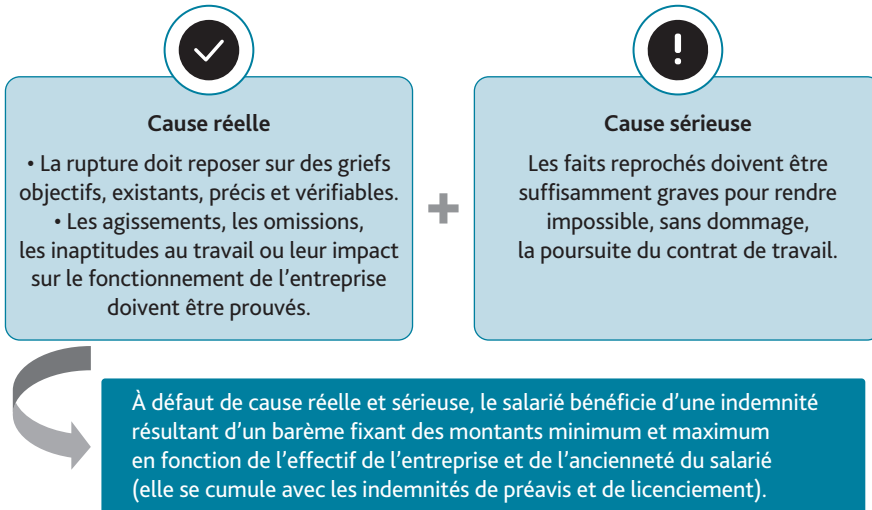 Cause réelle
• La rupture doit reposer sur des griefs
objectifs, existants, précis et vérifiables.
• Les agissements, les omissions,
les inaptitudes au travail ou leur impact
sur le fonctionnement de l'entreprise
doivent être prouvés.
Cause sérieuse
Les faits reprochés doivent être
suffisamment graves pour rendre
impossible, sans dommage,
la poursuite du contrat de travail.
À défaut de cause réelle et sérieuse, le salarié bénéficie d'une indemnité
résultant d'un barème fixant des montants minimum et maximum
en fonction de l'effectif de l'entreprise et de l'ancienneté du salarié
(elle se cumule avec les indemnités de préavis et de licenciement).